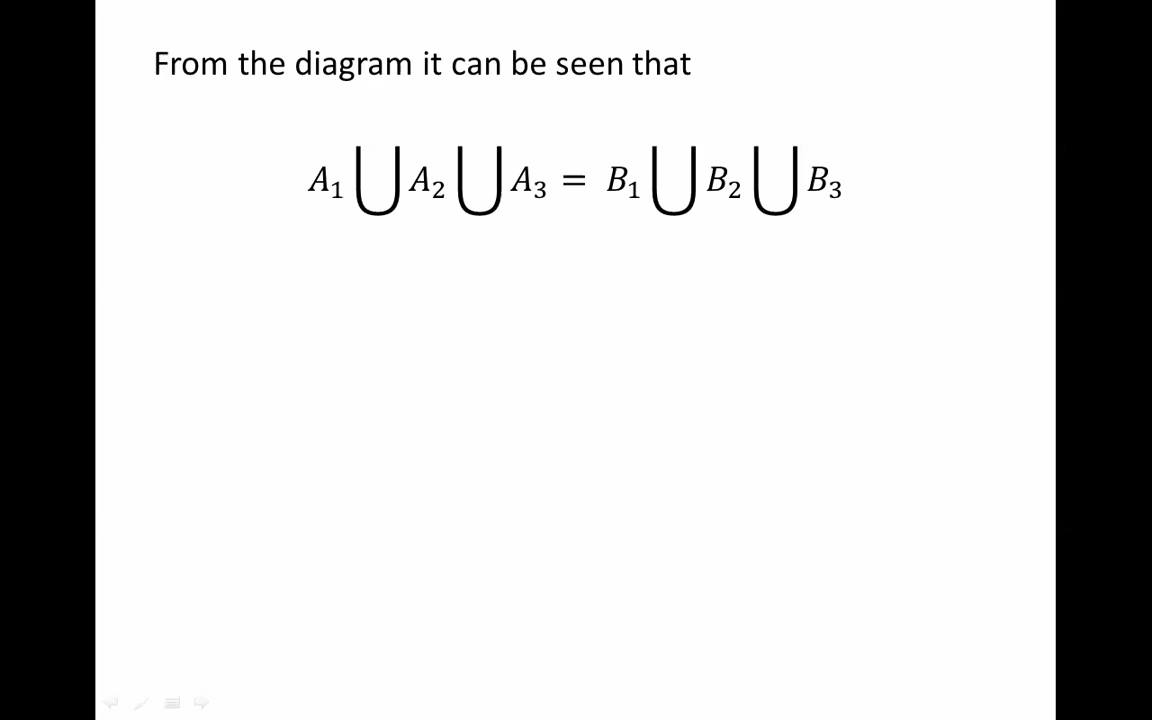 From the diagram it can be seen that
A₁ ⋃ A₂ ⋃ A₃ = B₁ ⋃ B₂ ⋃ B₃